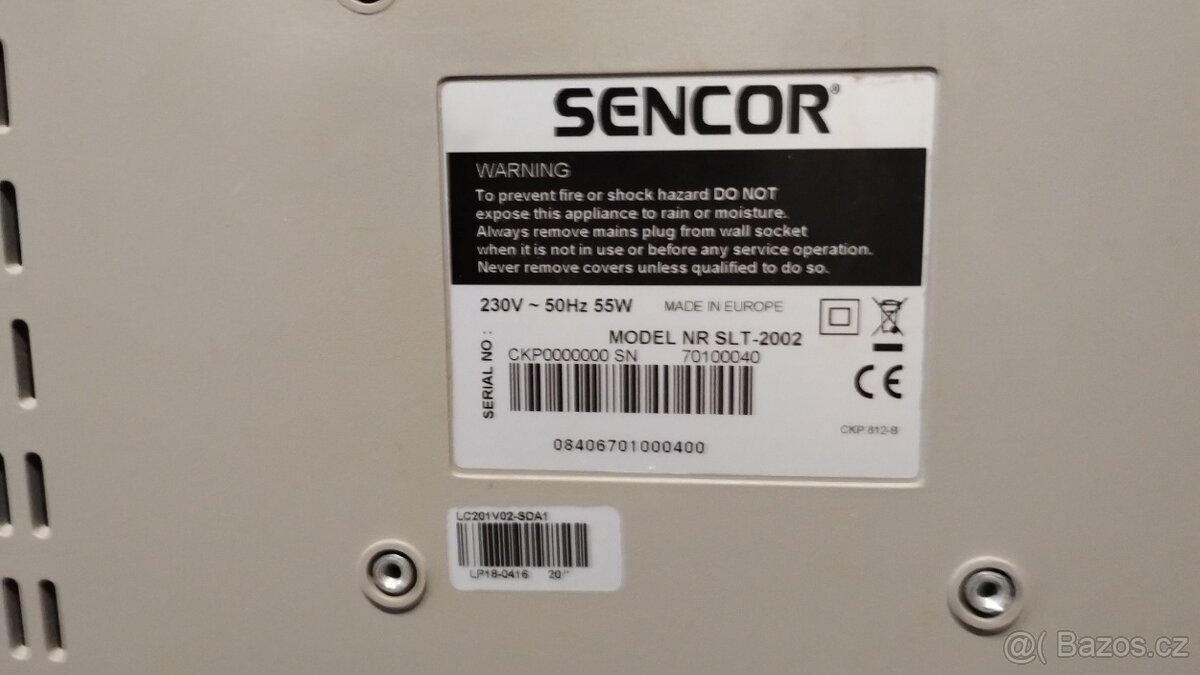 SENCOR®
WARNING
To prevent fire or shock hazard DO NOT
expose this appliance to rain or moisture.
Always remove mains plug from wall socket
when it is not in use or before any service operation.
Never remove covers unless qualified to do so.
230V ~ 50Hz 55W MADE IN EUROPE
MODEL NR SLT-2002
SERIAL NO :
CKP0000000 SN 70100040
CE
CKP 812-B
08406701000400
LC201V02-SDA1
LP18-0416 20"
@( Bazos.cz